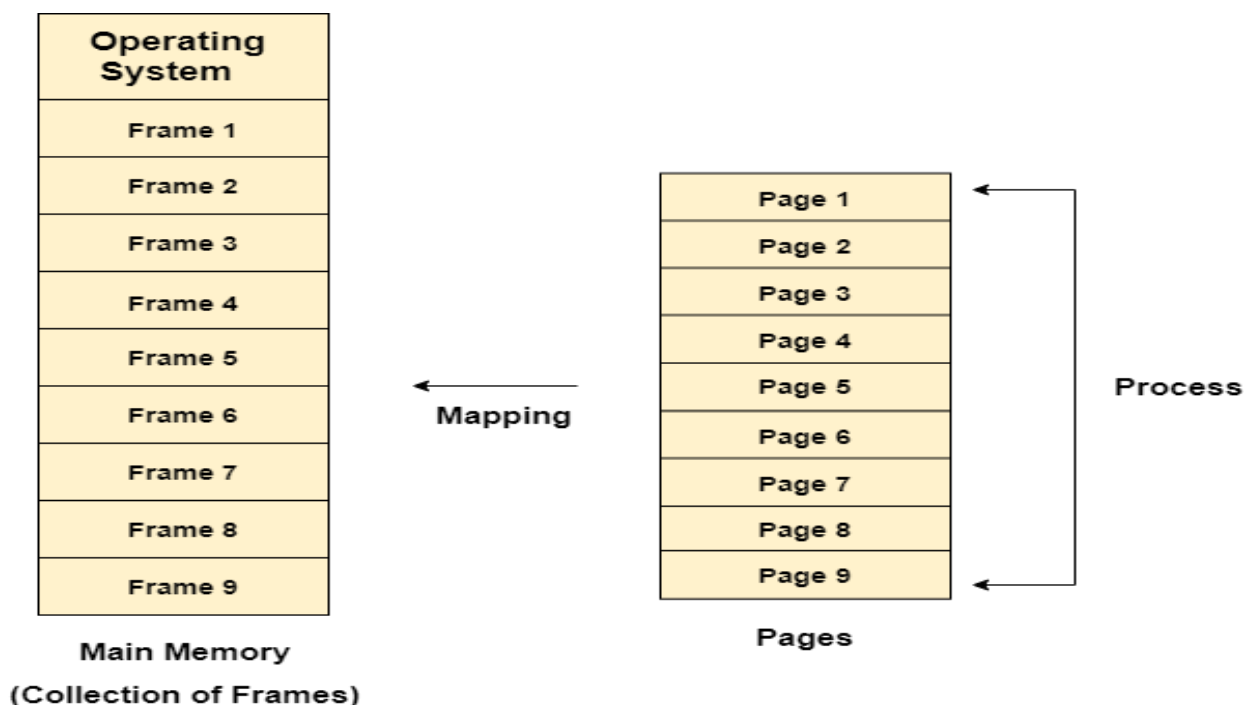 Operating
System
Frame 1
Frame 2
Frame 3
Frame 4
Frame 5
Frame 6
Frame 7
Frame 8
Frame 9
Main Memory
(Collection of Frames)
Mapping
Page 1
Page 2
Page 3
Page 4
Page 5
Page 6
Page 7
Page 8
Page 9
Pages
Process